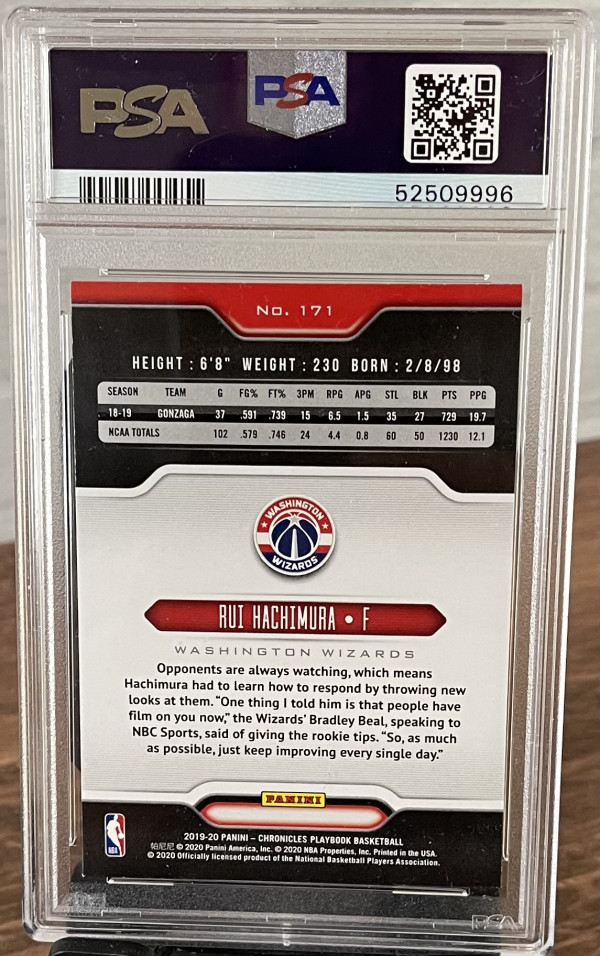 PSA
PSA
52509996
No. 171
HEIGHT : 6'8" WEIGHT : 230 BORN : 2/8/98
SEASON TEAM G FG% FT% 3PM RPG APG STL BLK PTS PPG
18-19 GONZAGA 37 .591 .739 15 6.5 1.5 35 27 729 19.7
NCAA TOTALS 102 .579 .746 24 4.4 0.8 60 50 1230 12.1
WASHINGTON
WIZARDS
RUI HACHIMURA • F
WASHINGTON WIZARDS
Opponents are always watching, which means
Hachimura had to learn how to respond by throwing new
looks at them. “One thing I told him is that people have
film on you now,” the Wizards’ Bradley Beal, speaking to
NBC Sports, said of giving the rookie tips. “So, as much
as possible, just keep improving every single day.”
PANINI
NBA
2019-20 PANINI – CHRONICLES PLAYBOOK BASKETBALL
帕尼尼 © 2020 Panini America, Inc. © 2020 NBA Properties, Inc. Printed in the USA.
© 2020 Officially licensed product of the National Basketball Players Association.
PSA